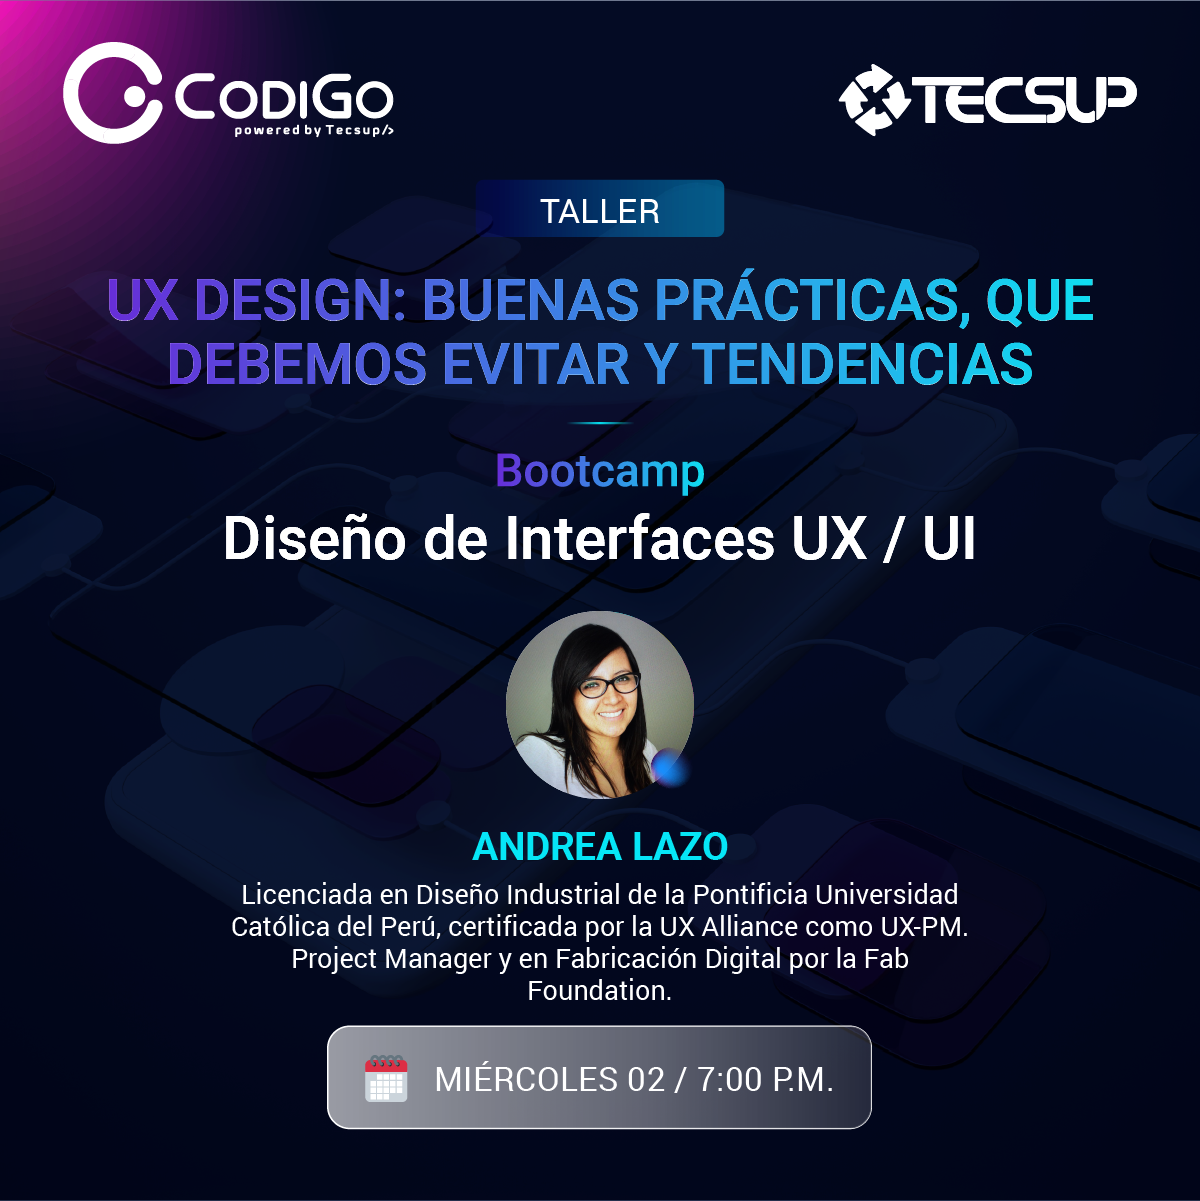 CODIGO
powered by Tecsup/>
TECSUP
TALLER
UX DESIGN: BUENAS PRÁCTICAS, QUE
DEBEMOS EVITAR Y TENDENCIAS
Bootcamp
Diseño de Interfaces UX / UI
ANDREA LAZO
Licenciada en Diseño Industrial de la Pontificia Universidad
Católica del Perú, certificada por la UX Alliance como UX-PM.
Project Manager y en Fabricación Digital por la Fab
Foundation.
MIÉRCOLES 02 / 7:00 P.M.